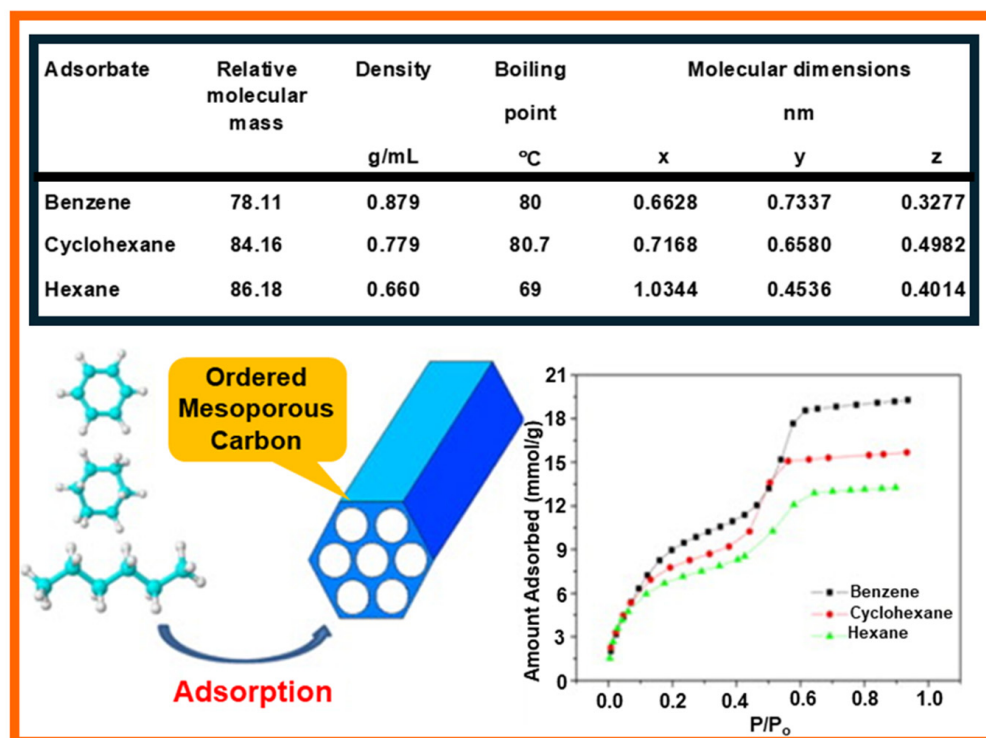 Adsorbate Relative molecular mass Density Boiling point Molecular dimensions
nm
g/mL °C x y z
Benzene 78.11 0.879 80 0.6628 0.7337 0.3277
Cyclohexane 84.16 0.779 80.7 0.7168 0.6580 0.4982
Hexane 86.18 0.660 69 1.0344 0.4536 0.4014
Ordered
Mesoporous
Carbon
Adsorption
Amount Adsorbed (mmol/g)
21
18
15
12
9
6
3
0
Benzene
Cyclohexane
Hexane
0.0 0.2 0.4 0.6 0.8 1.0
P/Po